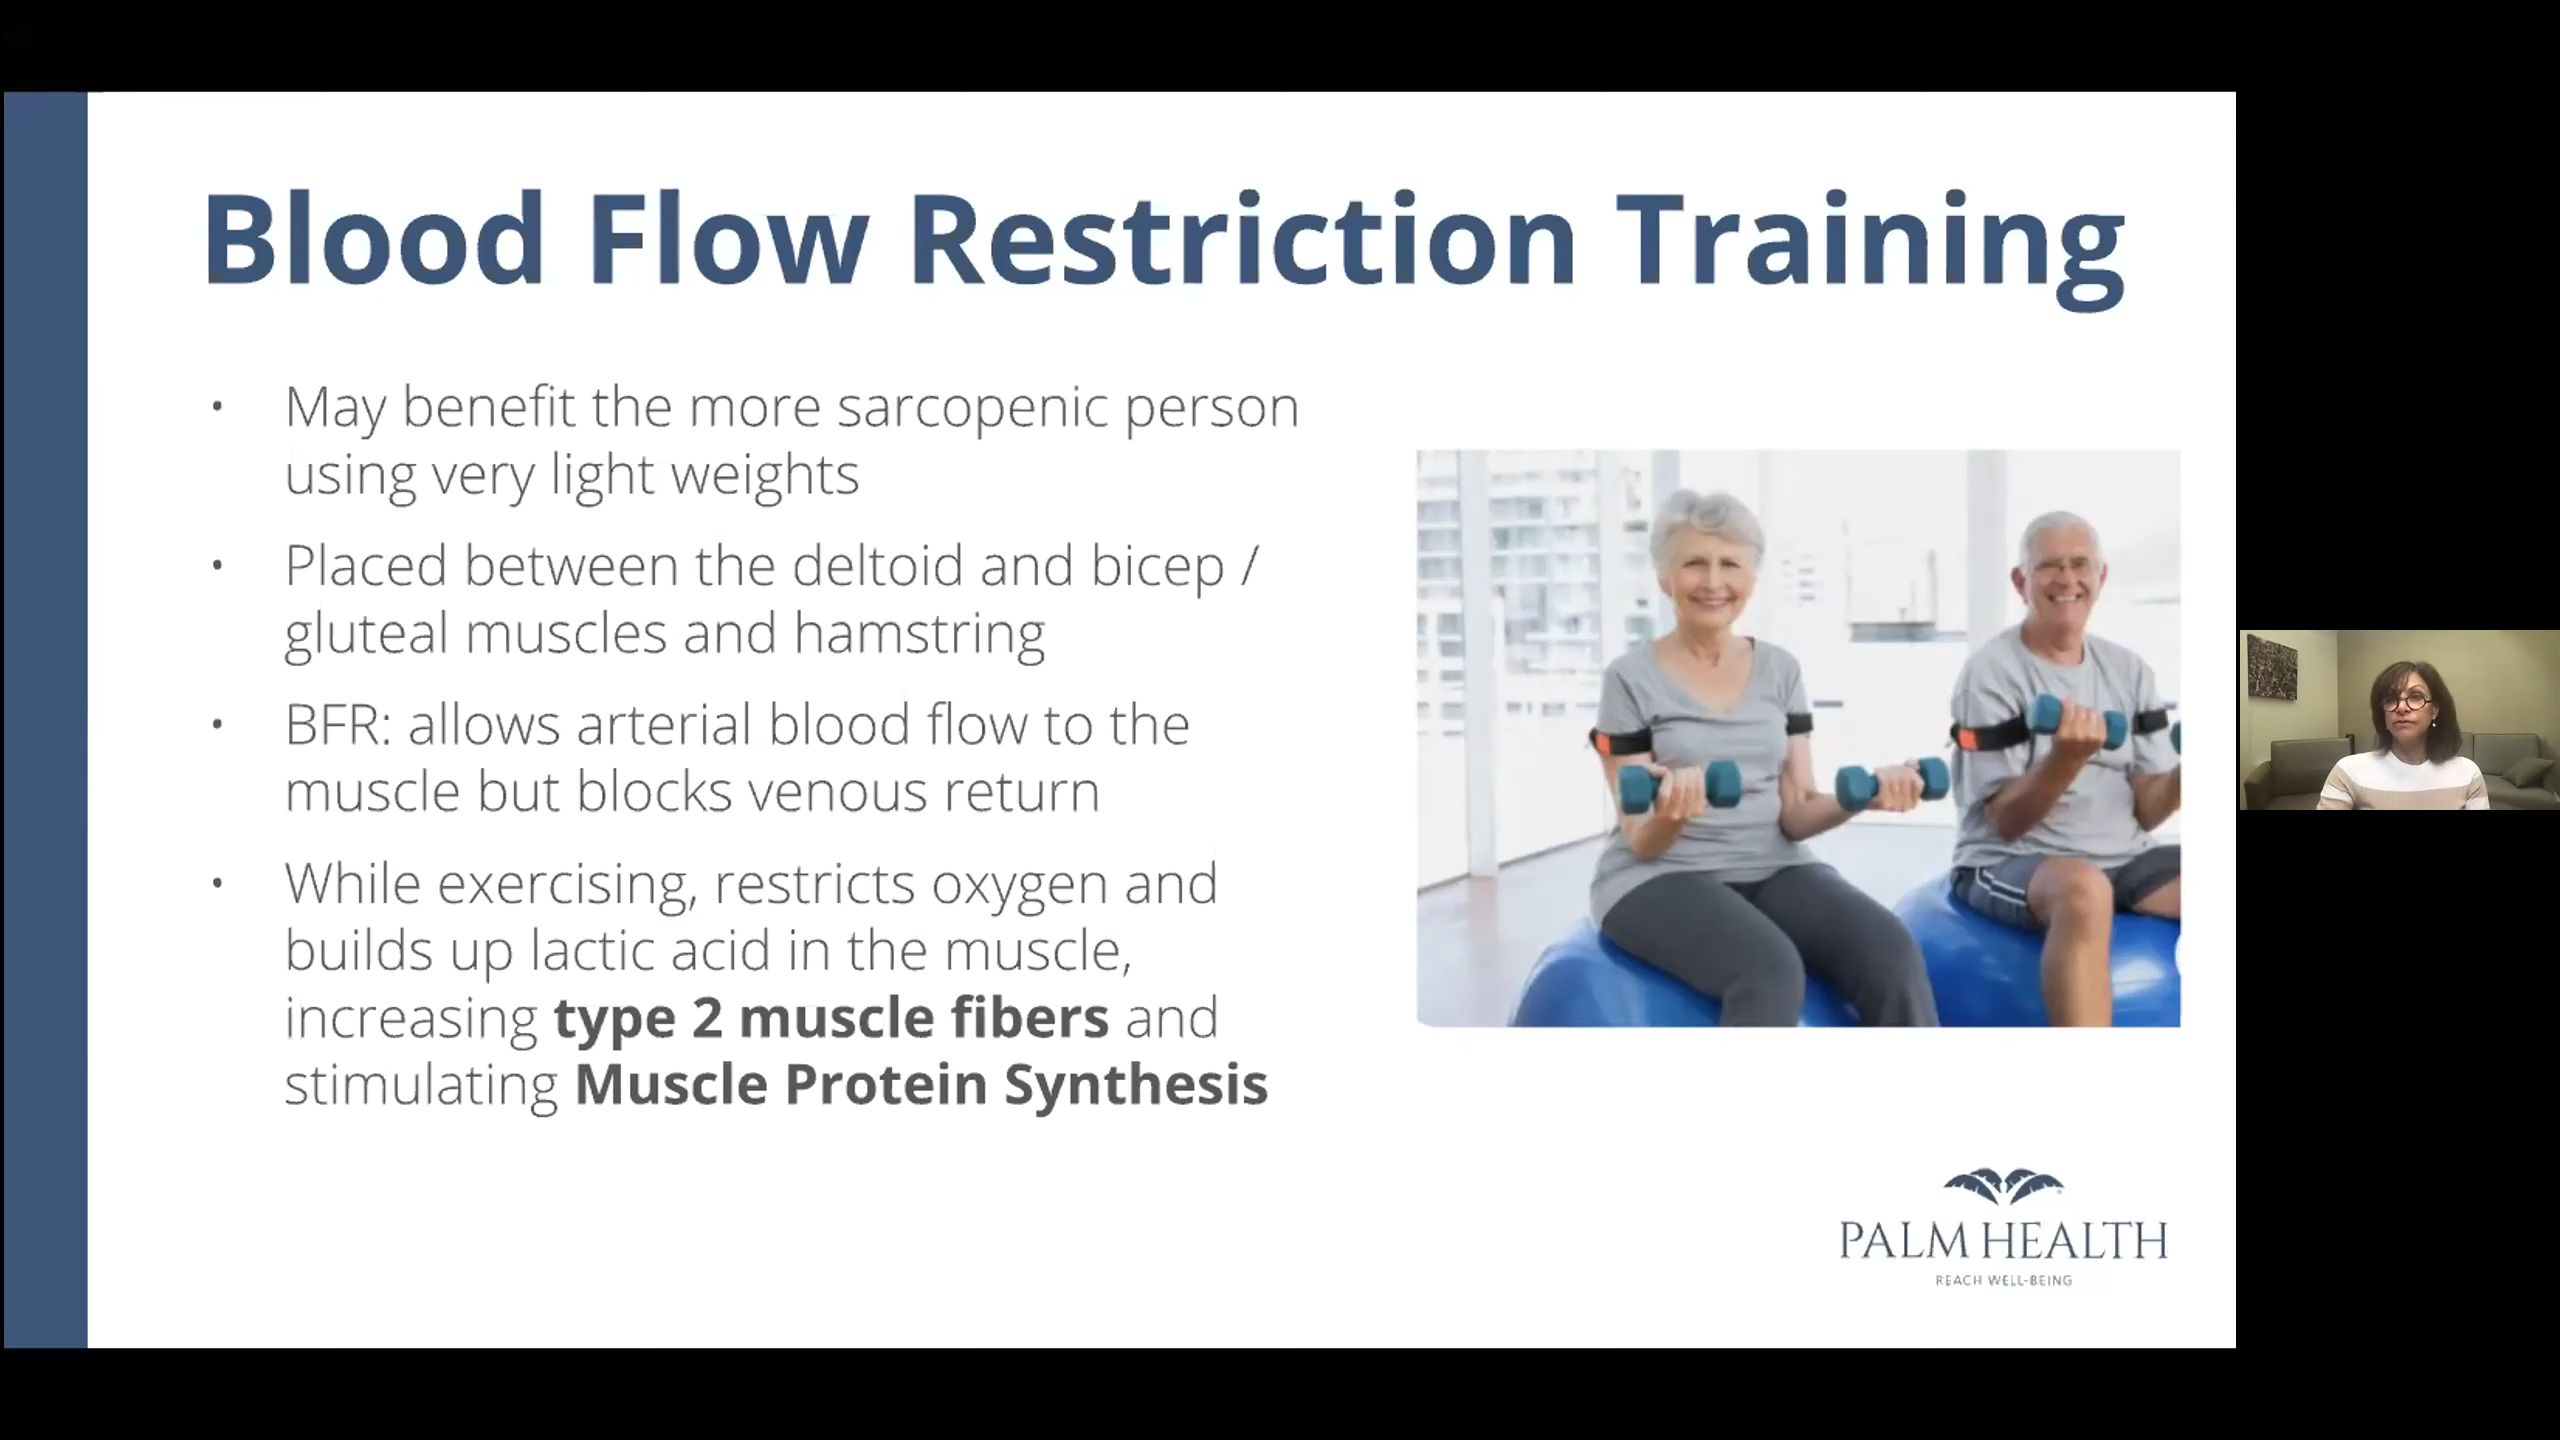 Blood Flow Restriction Training
• May benefit the more sarcopenic person
using very light weights
• Placed between the deltoid and bicep /
gluteal muscles and hamstring
• BFR: allows arterial blood flow to the
muscle but blocks venous return
• While exercising, restricts oxygen and
builds up lactic acid in the muscle,
increasing type 2 muscle fibers and
stimulating Muscle Protein Synthesis
PALM HEALTH
REACH WELL-BEING